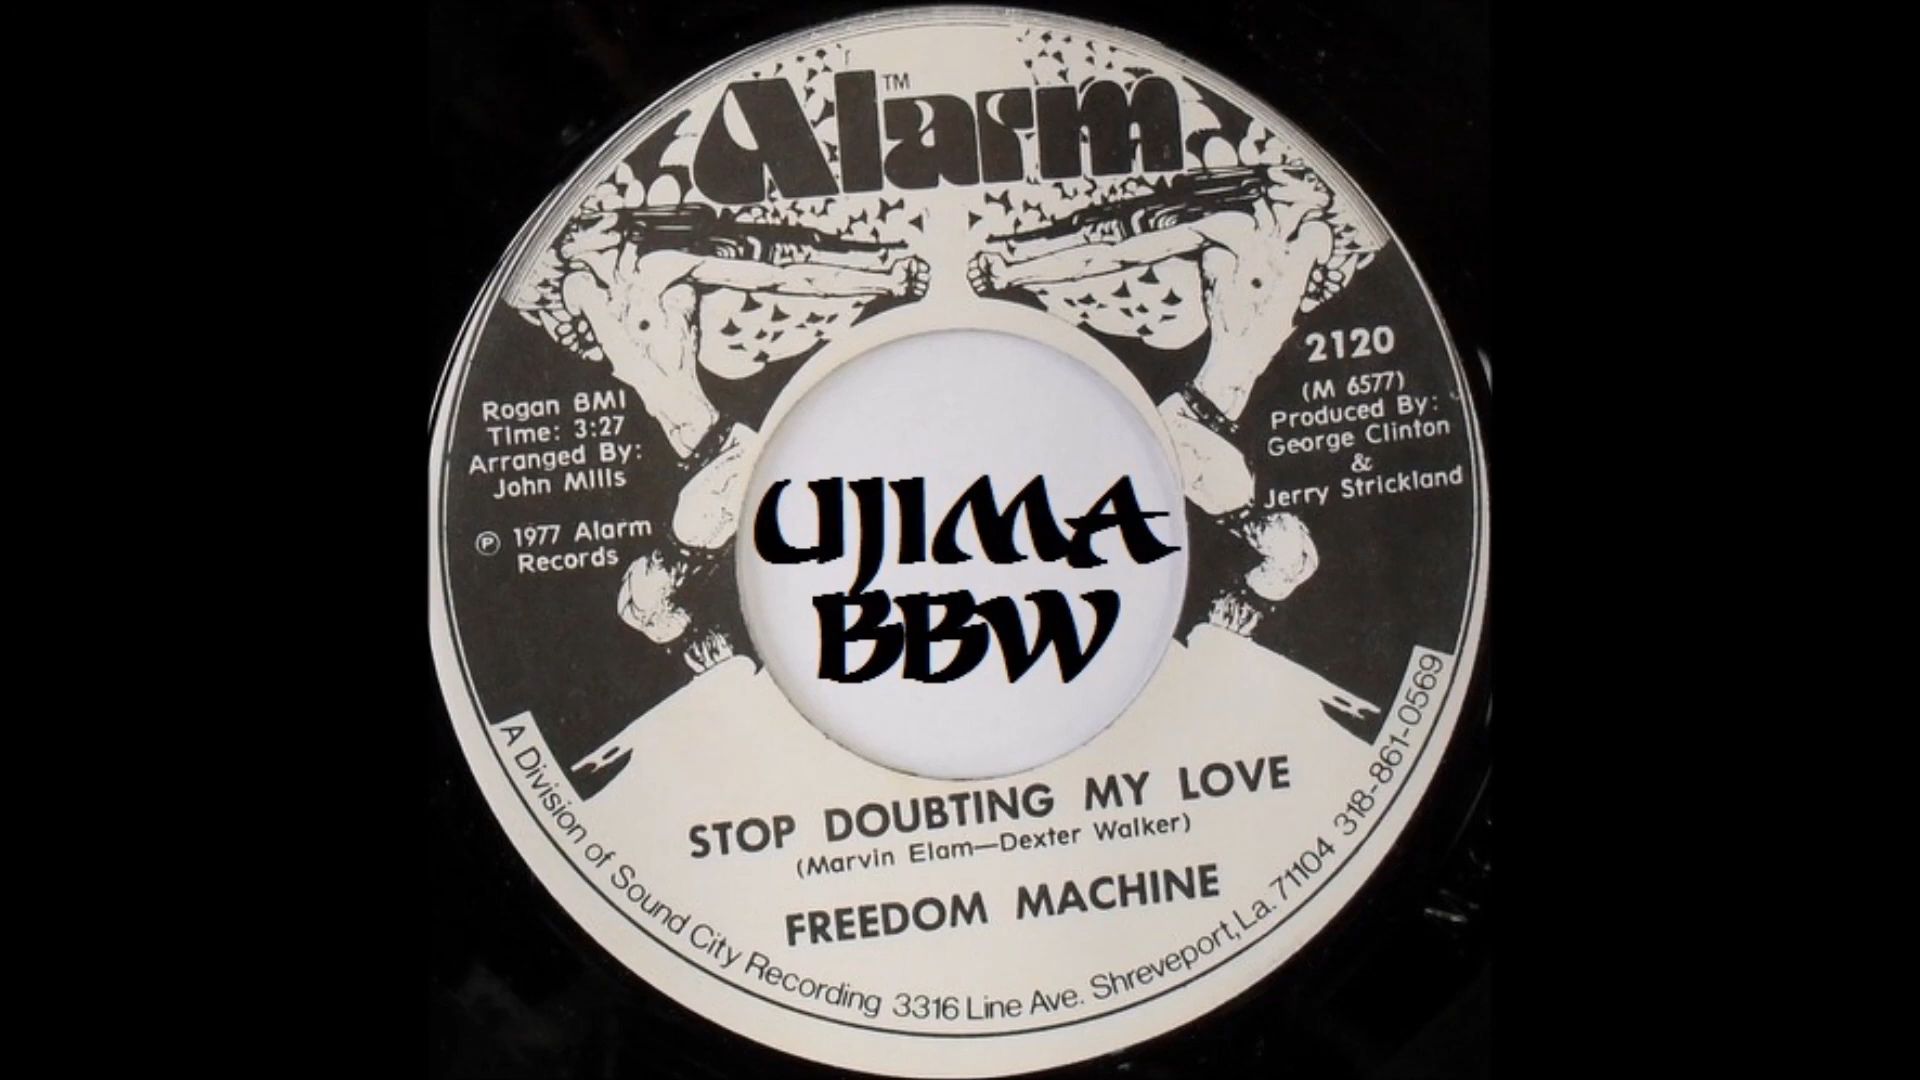 Alarm™
2120
(M 6577)
Produced By:
George Clinton
&
Jerry Strickland
Rogan BMI
Time: 3:27
Arranged By:
John Mills
℗ 1977 Alarm
Records
UJIMA
BBW
STOP DOUBTING MY LOVE
(Marvin Elam—Dexter Walker)
FREEDOM MACHINE
A Division of Sound City Recording 3316 Line Ave. Shreveport, La. 71104 318-861-0569